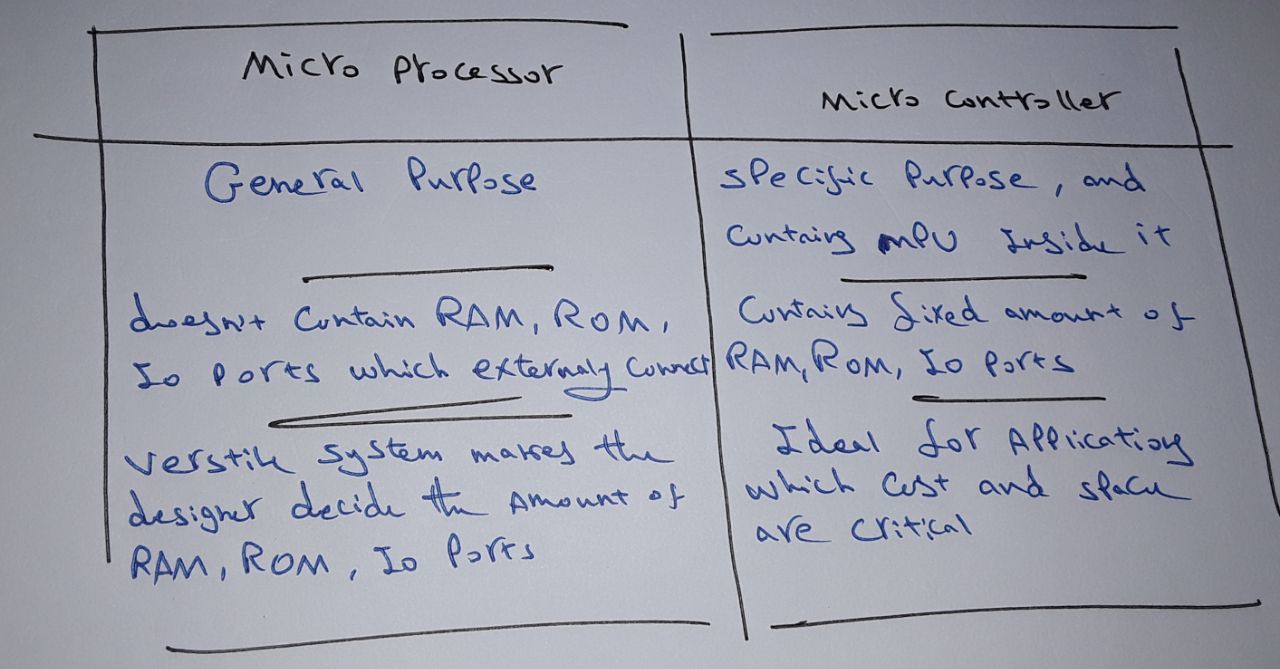 Micro Processor
Micro Controller
General Purpose
specific Purpose, and
Contains MPU Inside it
doesn't Contain RAM, ROM,
Io Ports which externaly Connect
Contains fixed amount of
RAM, ROM, Io Ports
verstile system makes the
designer decide the Amount of
RAM, ROM, Io Ports
Ideal for Applications
which Cost and space
are Critical